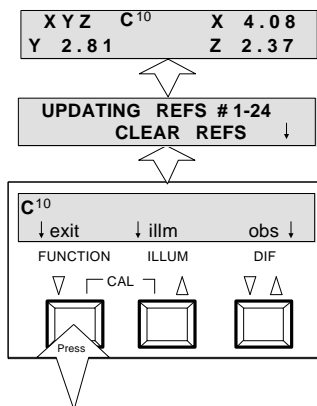 X Y Z C¹⁰ X 4.08
Y 2.81 Z 2.37
UPDATING REFS # 1-24
CLEAR REFS ↓
C¹⁰
↓ exit ↓ illm obs ↓
FUNCTION ILLUM DIF
CAL
Press